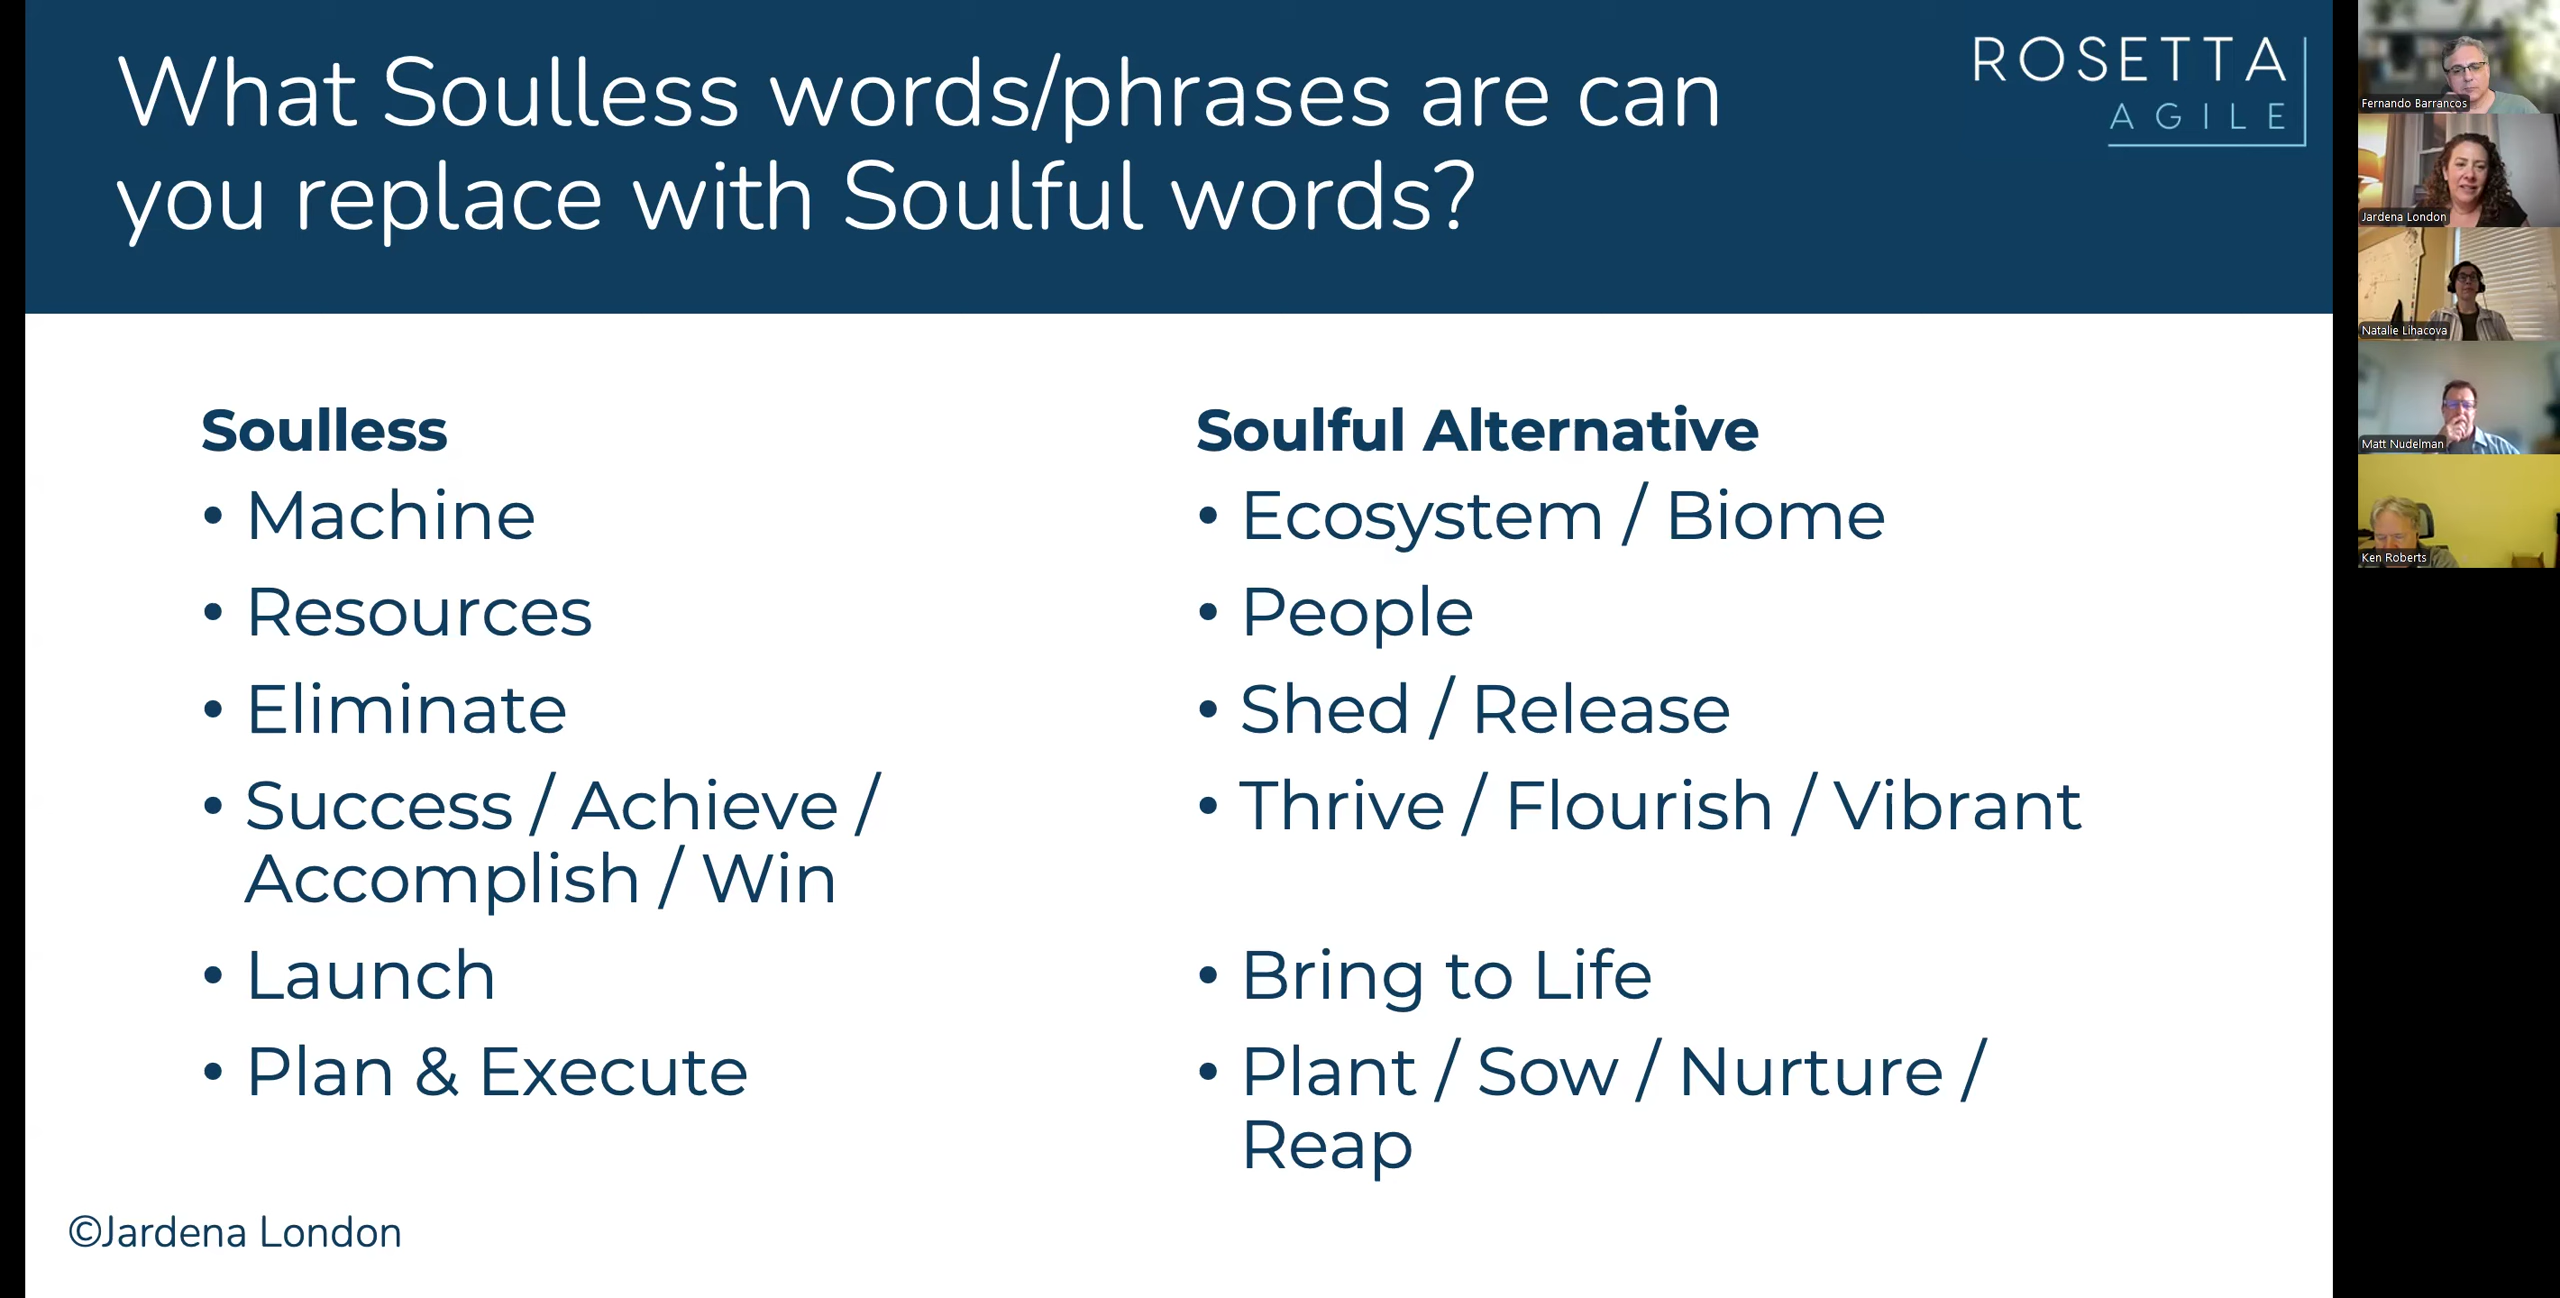 What Soulless words/phrases are can
you replace with Soulful words?
ROSETTA
AGILE
Soulless
• Machine
• Resources
• Eliminate
• Success / Achieve /
Accomplish / Win
• Launch
• Plan & Execute
Soulful Alternative
• Ecosystem / Biome
• People
• Shed / Release
• Thrive / Flourish / Vibrant
• Bring to Life
• Plant / Sow / Nurture /
Reap
©Jardena London
Fernando Barrancos
Jardena London
Natalie Lihacova
Matt Nudelman
Ken Roberts